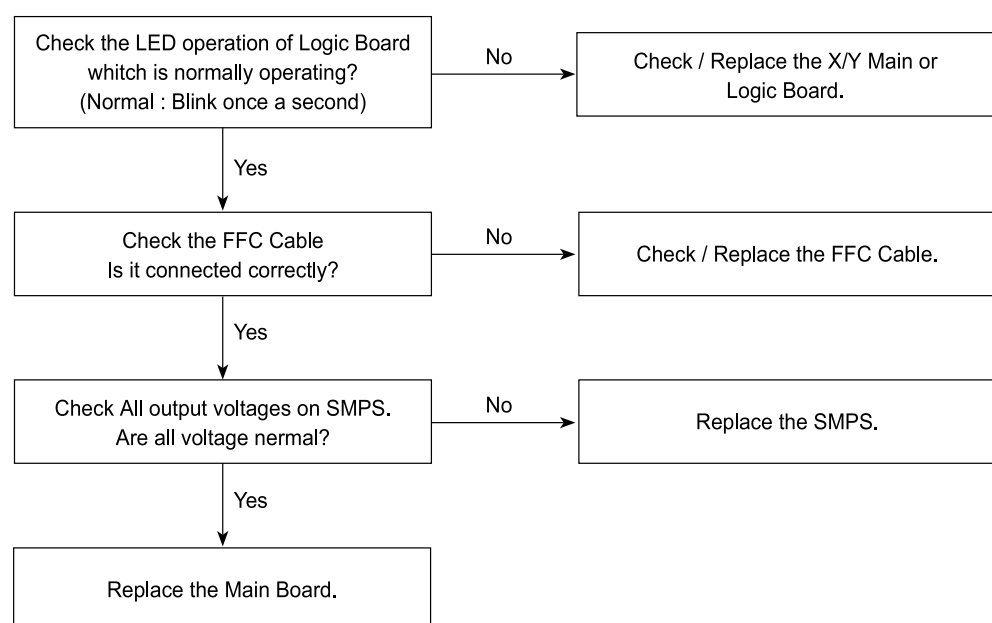 Check the LED operation of Logic Board
whitch is normally operating?
(Normal : Blink once a second)
No
Check / Replace the X/Y Main or
Logic Board.
Yes
Check the FFC Cable
Is it connected correctly?
No
Check / Replace the FFC Cable.
Yes
Check All output voltages on SMPS.
Are all voltage nermal?
No
Replace the SMPS.
Yes
Replace the Main Board.